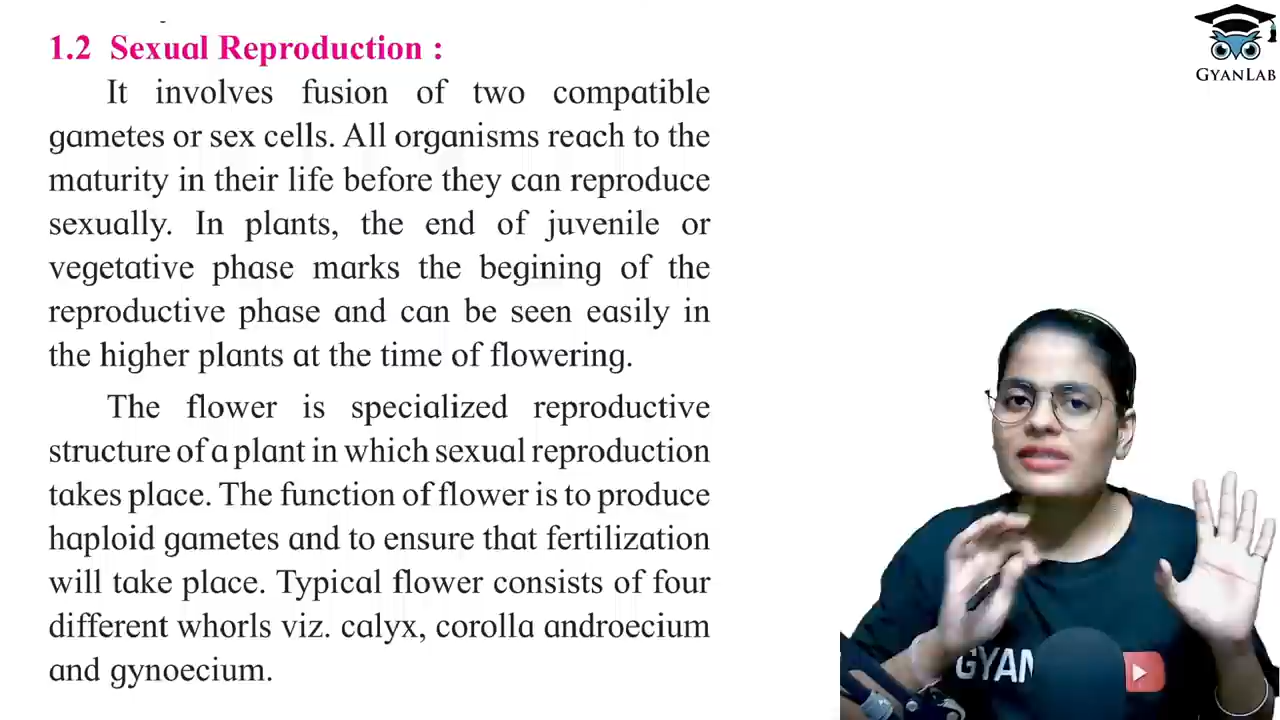 1.2 Sexual Reproduction :
It involves fusion of two compatible
gametes or sex cells. All organisms reach to the
maturity in their life before they can reproduce
sexually. In plants, the end of juvenile or
vegetative phase marks the begining of the
reproductive phase and can be seen easily in
the higher plants at the time of flowering.
The flower is specialized reproductive
structure of a plant in which sexual reproduction
takes place. The function of flower is to produce
haploid gametes and to ensure that fertilization
will take place. Typical flower consists of four
different whorls viz. calyx, corolla androecium
and gynoecium.
GYANLAB
GYAN